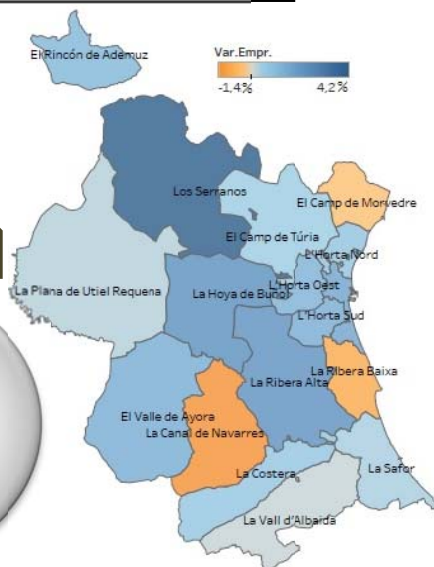 El Rincón de Ademuz
Var.Empr.
-1,4%
4,2%
Los Serranos
El Camp de Morvedre
El Camp de Túria
L'Horta Nord
La Plana de Utiel Requena
La Hoya de Buñol
L'Horta Oest
L'Horta Sud
La Ribera Baixa
La Ribera Alta
El Valle de Ayora
La Canal de Navarres
La Costera
La Safor
La Vall d'Albaida